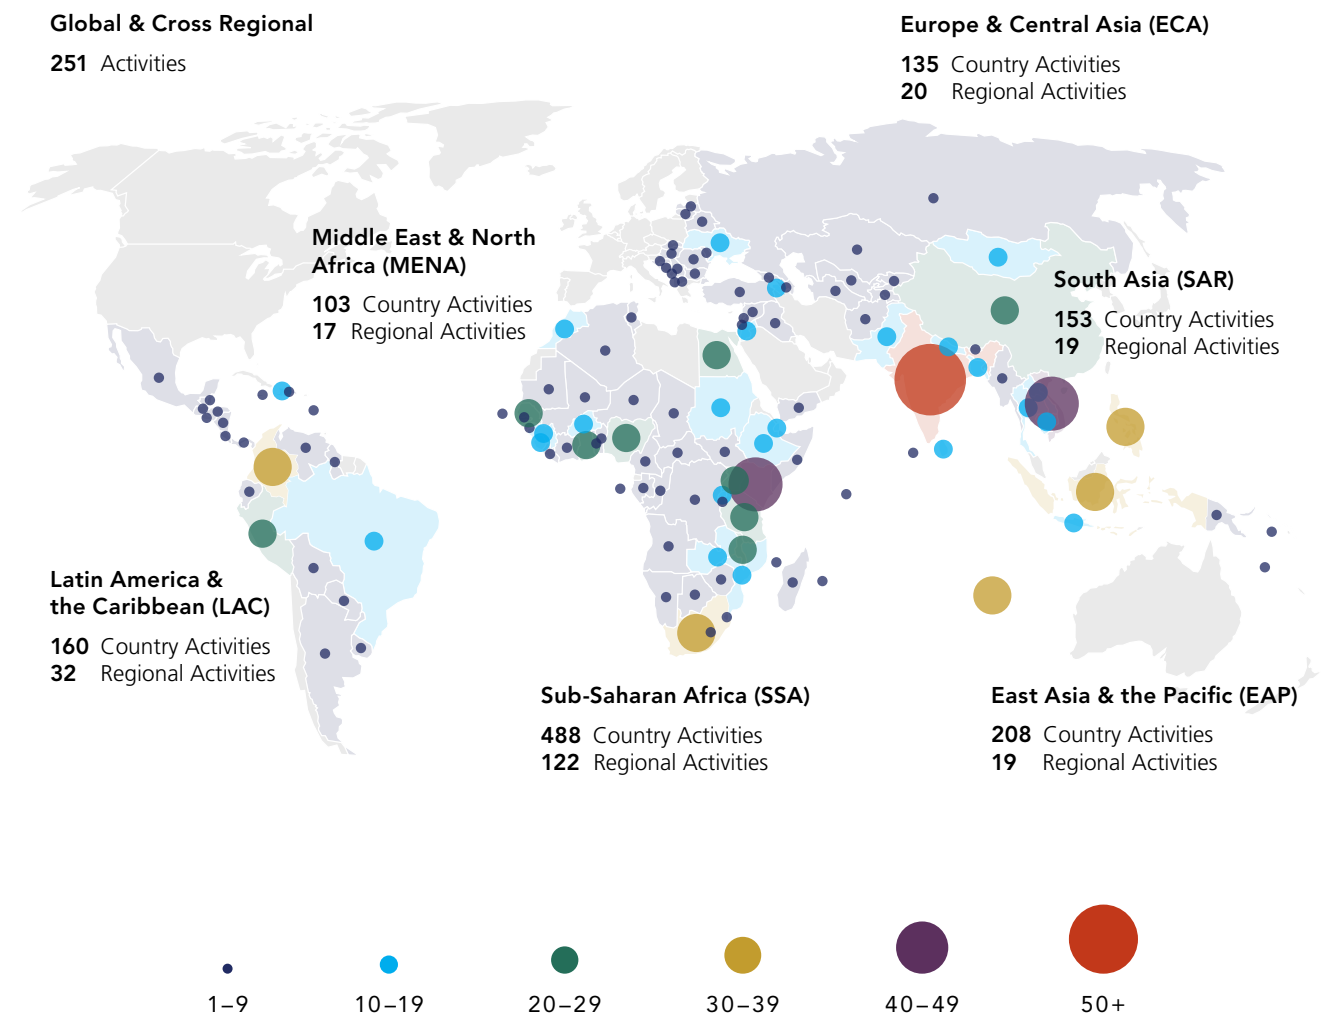 Global & Cross Regional
251 Activities
Europe & Central Asia (ECA)
135 Country Activities
20 Regional Activities
Middle East & North
Africa (MENA)
103 Country Activities
17 Regional Activities
South Asia (SAR)
153 Country Activities
19 Regional Activities
Latin America &
the Caribbean (LAC)
160 Country Activities
32 Regional Activities
Sub-Saharan Africa (SSA)
488 Country Activities
122 Regional Activities
East Asia & the Pacific (EAP)
208 Country Activities
19 Regional Activities
1–9 10–19 20–29 30–39 40–49 50+